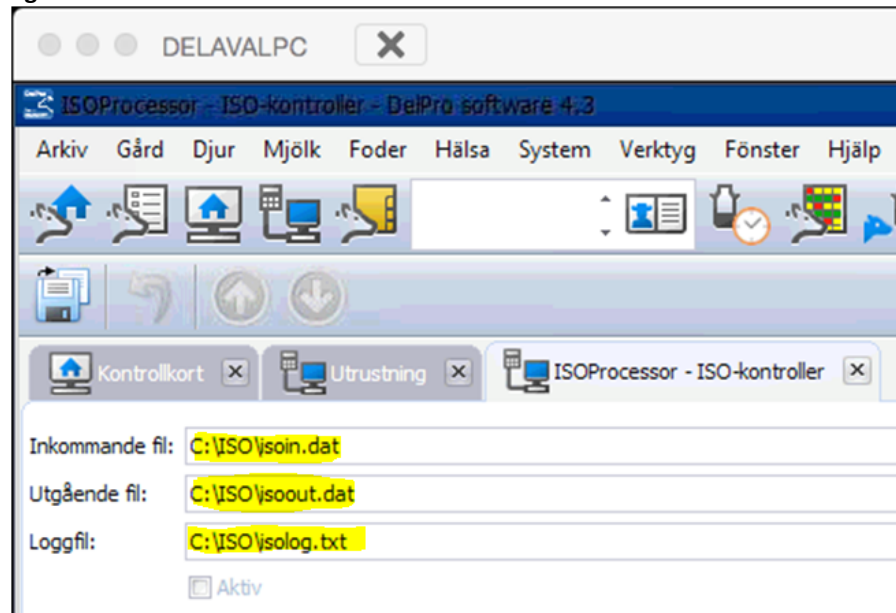 DELAVALPC
ISOProcessor - ISO-kontroller - DelPro software 4.3
Arkiv Gård Djur Mjölk Foder Hälsa System Verktyg Fönster Hjälp
Kontrollkort Utrustning ISOProcessor - ISO-kontroller
Inkommande fil: C:\ISO\isoin.dat
Utgående fil: C:\ISO\isoout.dat
Loggfil: C:\ISO\isolog.txt
Aktiv